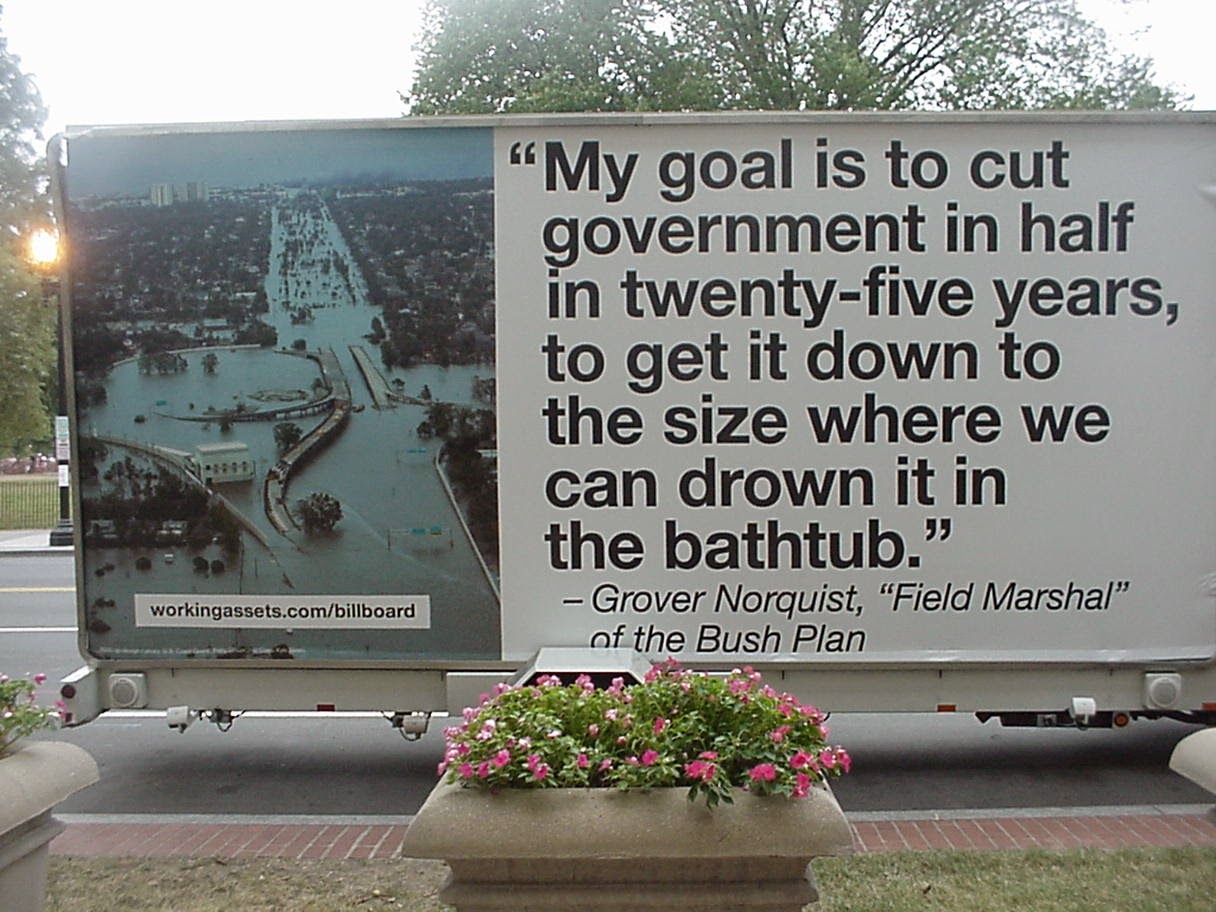 “My goal is to cut
government in half
in twenty-five years,
to get it down to
the size where we
can drown it in
the bathtub.”
– Grover Norquist, “Field Marshal”
of the Bush Plan
workingassets.com/billboard